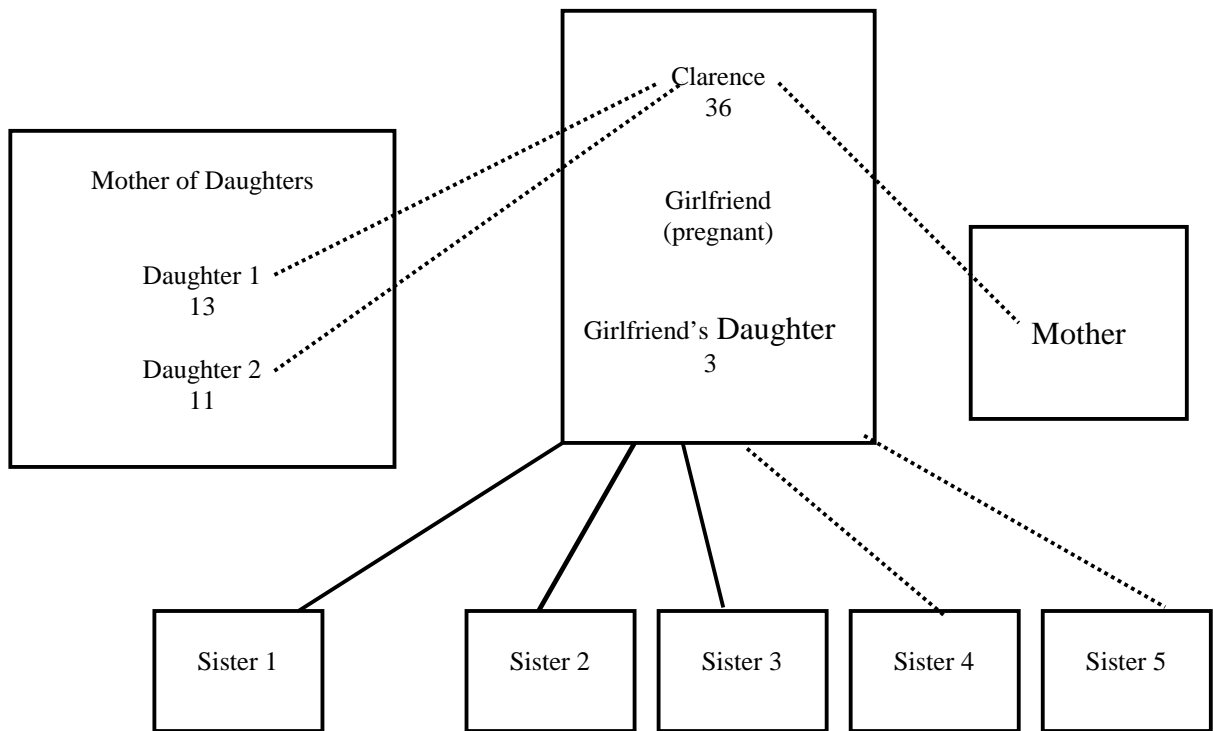 Clarence
36
Mother of Daughters
Daughter 1
13
Daughter 2
11
Girlfriend
(pregnant)
Girlfriend’s Daughter
3
Mother
Sister 1
Sister 2
Sister 3
Sister 4
Sister 5